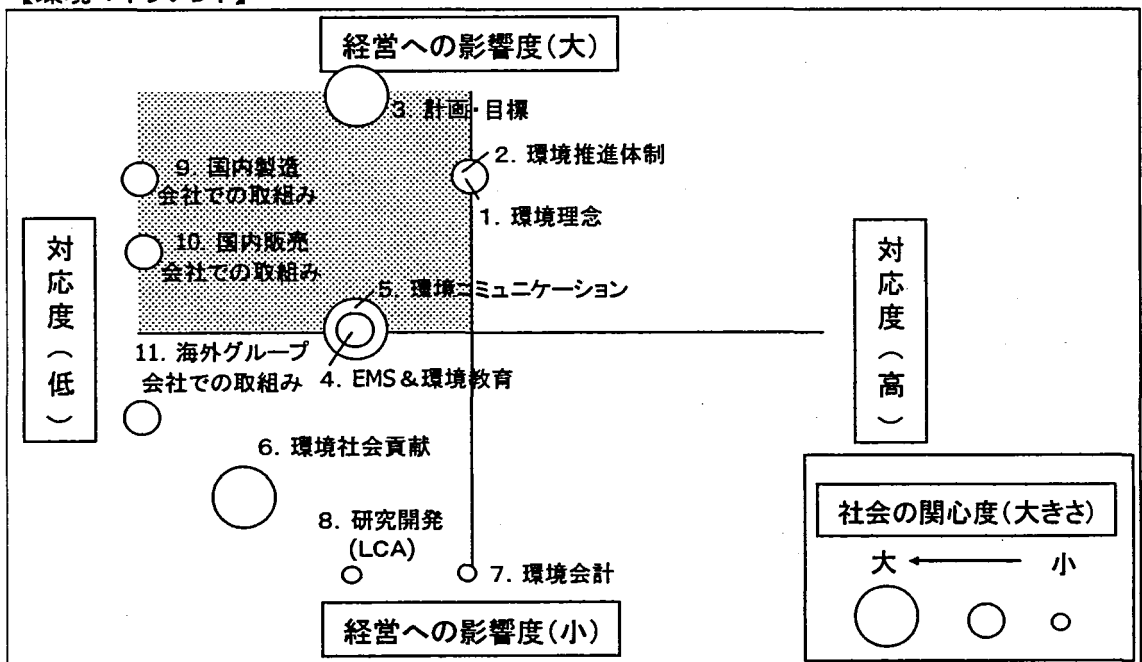 経営への影響度(大)
3. 計画・目標
2. 環境推進体制
9. 国内製造
会社での取組み
1. 環境理念
10. 国内販売
会社での取組み
対応度(低)
対応度(高)
5. 環境コミュニケーション
11. 海外グループ
会社での取組み
4. EMS&環境教育
6. 環境社会貢献
8. 研究開発
(LCA)
7. 環境会計
経営への影響度(小)
社会の関心度(大きさ)
大 小